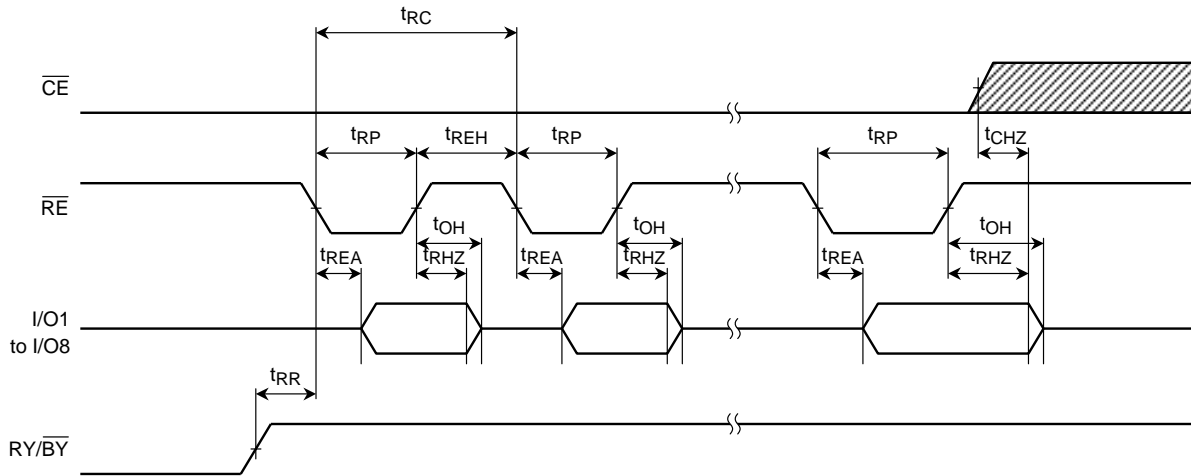 tRC
CE
tRP tREH tRP tRP tCHZ
RE
tOH tOH tOH
tREA tRHZ tREA tRHZ tREA tRHZ
I/O1
to I/O8
tRR
RY/BY